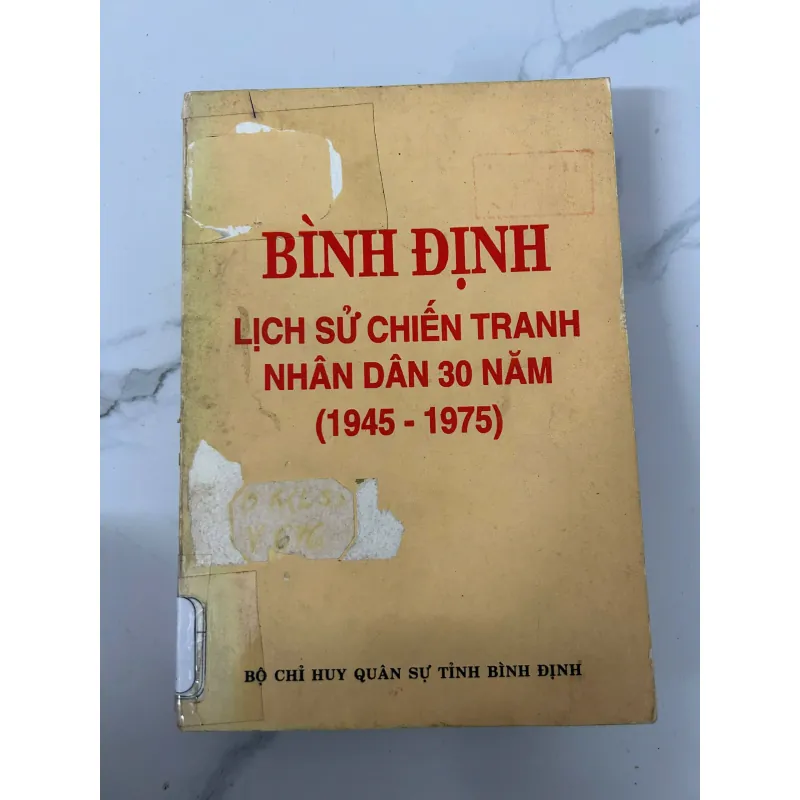 BÌNH ĐỊNH
LỊCH SỬ CHIẾN TRANH
NHÂN DÂN 30 NĂM
(1945 - 1975)
BỘ CHỈ HUY QUÂN SỰ TỈNH BÌNH ĐỊNH